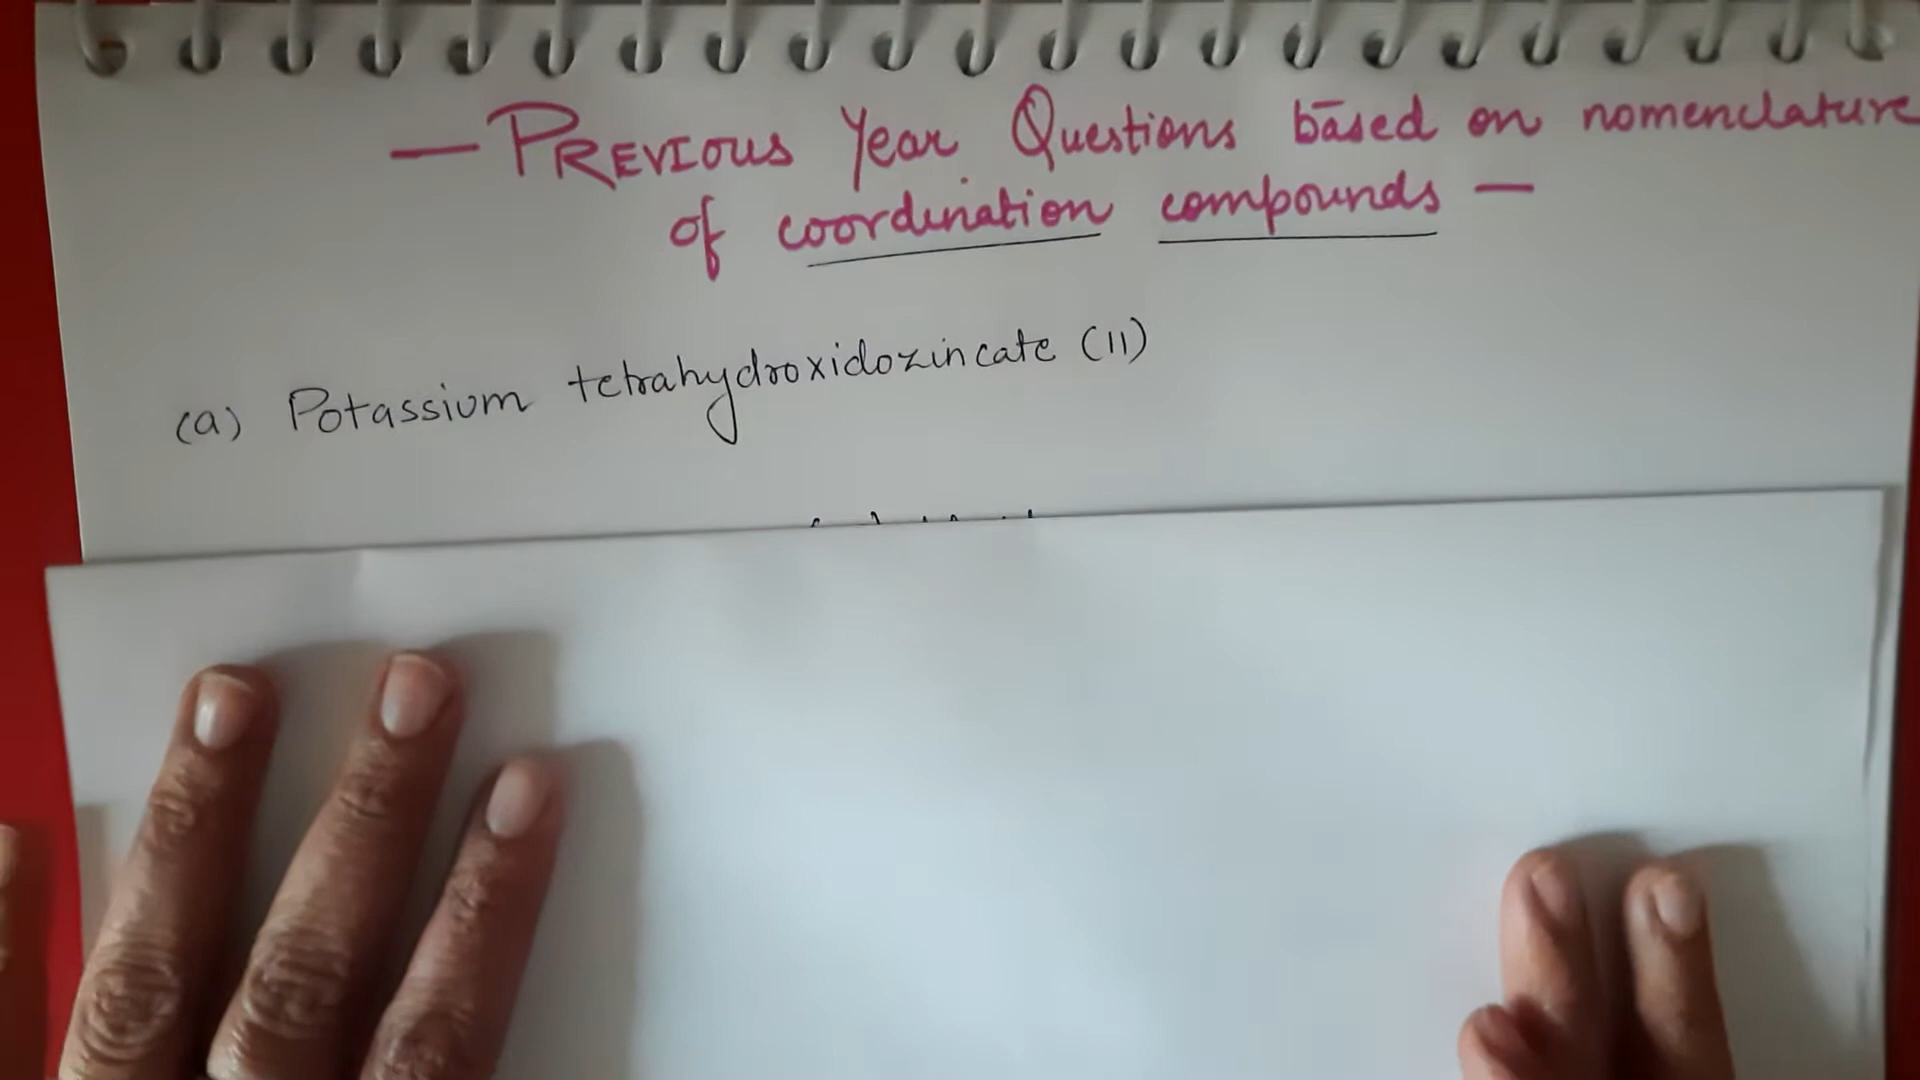 — PREVIOUS Year Questions based on nomenclature
of coordination compounds —
(a) Potassium tetrahydroxidozincate (II)